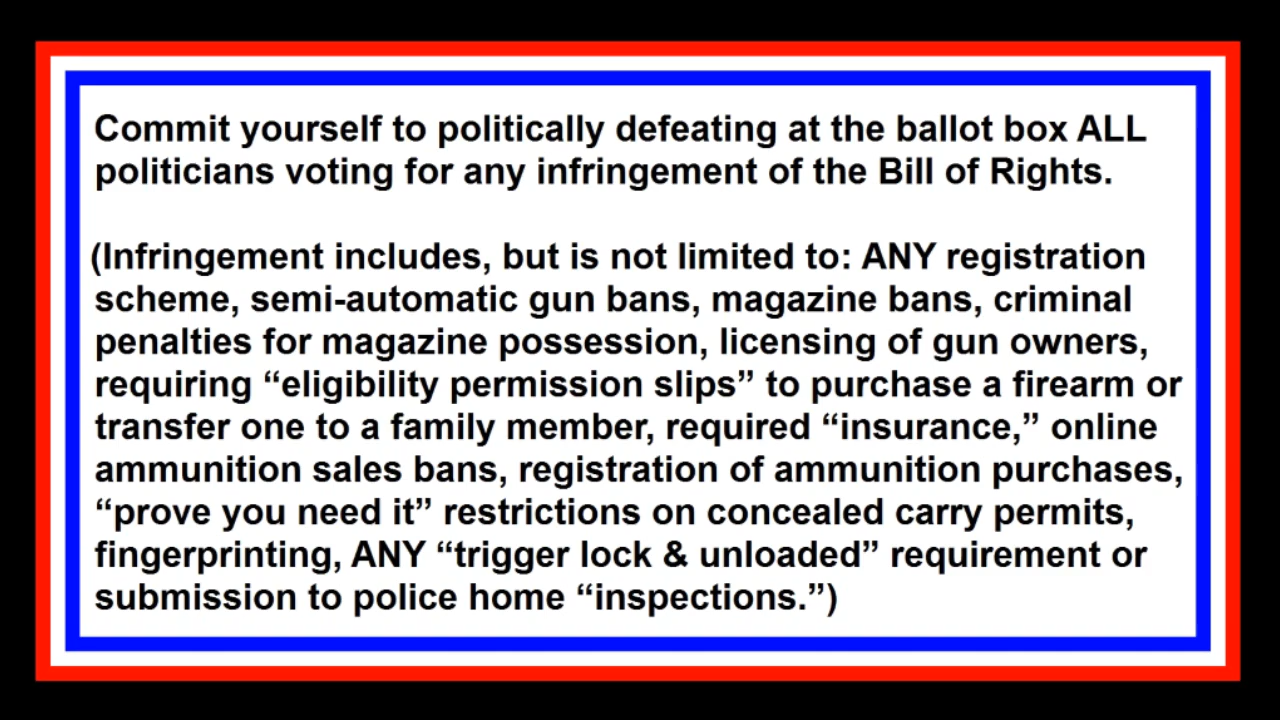 Commit yourself to politically defeating at the ballot box ALL
politicians voting for any infringement of the Bill of Rights.
(Infringement includes, but is not limited to: ANY registration
scheme, semi-automatic gun bans, magazine bans, criminal
penalties for magazine possession, licensing of gun owners,
requiring “eligibility permission slips” to purchase a firearm or
transfer one to a family member, required “insurance,” online
ammunition sales bans, registration of ammunition purchases,
“prove you need it” restrictions on concealed carry permits,
fingerprinting, ANY “trigger lock & unloaded” requirement or
submission to police home “inspections.”)